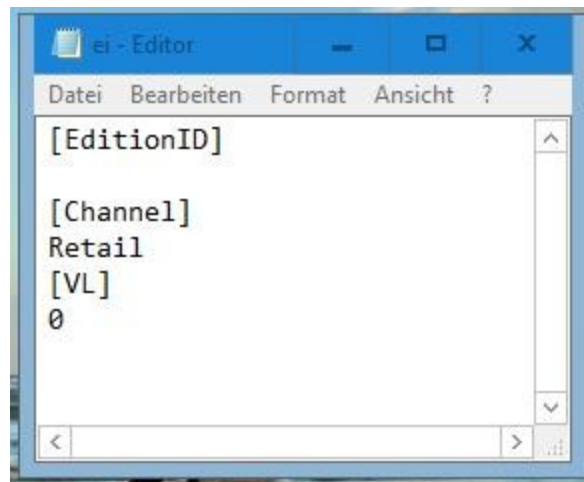 ei - Editor
Datei Bearbeiten Format Ansicht ?
[EditionID]

[Channel]
Retail
[VL]
0